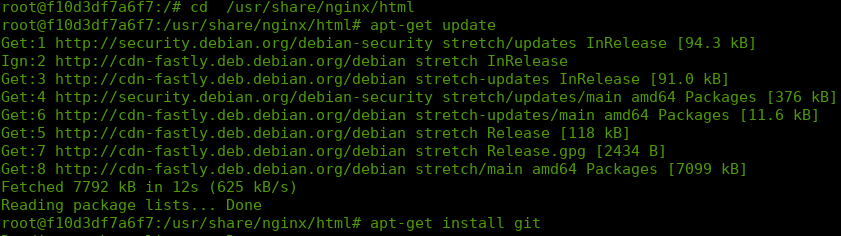 root@f10d3df7a6f7:/# cd  /usr/share/nginx/html
root@f10d3df7a6f7:/usr/share/nginx/html# apt-get update
Get:1 http://security.debian.org/debian-security stretch/updates InRelease [94.3 kB]
Ign:2 http://cdn-fastly.deb.debian.org/debian stretch InRelease
Get:3 http://cdn-fastly.deb.debian.org/debian stretch-updates InRelease [91.0 kB]
Get:4 http://security.debian.org/debian-security stretch/updates/main amd64 Packages [376 kB]
Get:6 http://cdn-fastly.deb.debian.org/debian stretch-updates/main amd64 Packages [11.6 kB]
Get:5 http://cdn-fastly.deb.debian.org/debian stretch Release [118 kB]
Get:7 http://cdn-fastly.deb.debian.org/debian stretch Release.gpg [2434 B]
Get:8 http://cdn-fastly.deb.debian.org/debian stretch/main amd64 Packages [7099 kB]
Fetched 7792 kB in 12s (625 kB/s)
Reading package lists... Done
root@f10d3df7a6f7:/usr/share/nginx/html# apt-get install git